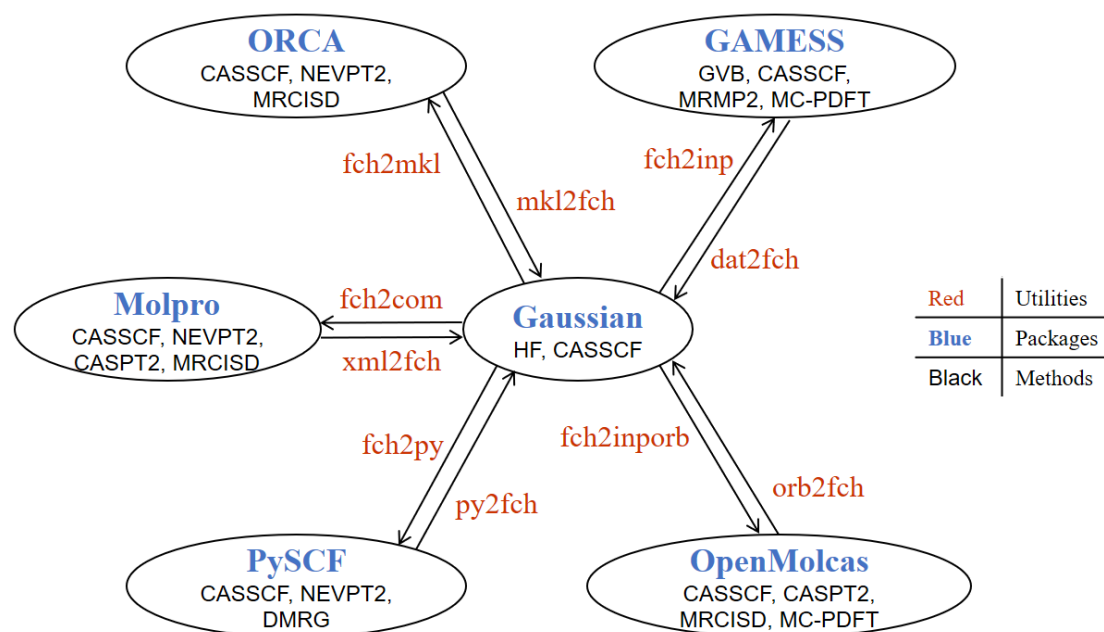 ORCA
CASSCF, NEVPT2,
MRCISD
GAMESS
GVB, CASSCF,
MRMP2, MC-PDFT
fch2mkl
mkl2fch
fch2inp
dat2fch
Molpro
CASSCF, NEVPT2,
CASPT2, MRCISD
fch2com
xml2fch
Gaussian
HF, CASSCF
Red Utilities
Blue Packages
Black Methods
fch2py
py2fch
fch2inporb
orb2fch
PySCF
CASSCF, NEVPT2,
DMRG
OpenMolcas
CASSCF, CASPT2,
MRCISD, MC-PDFT